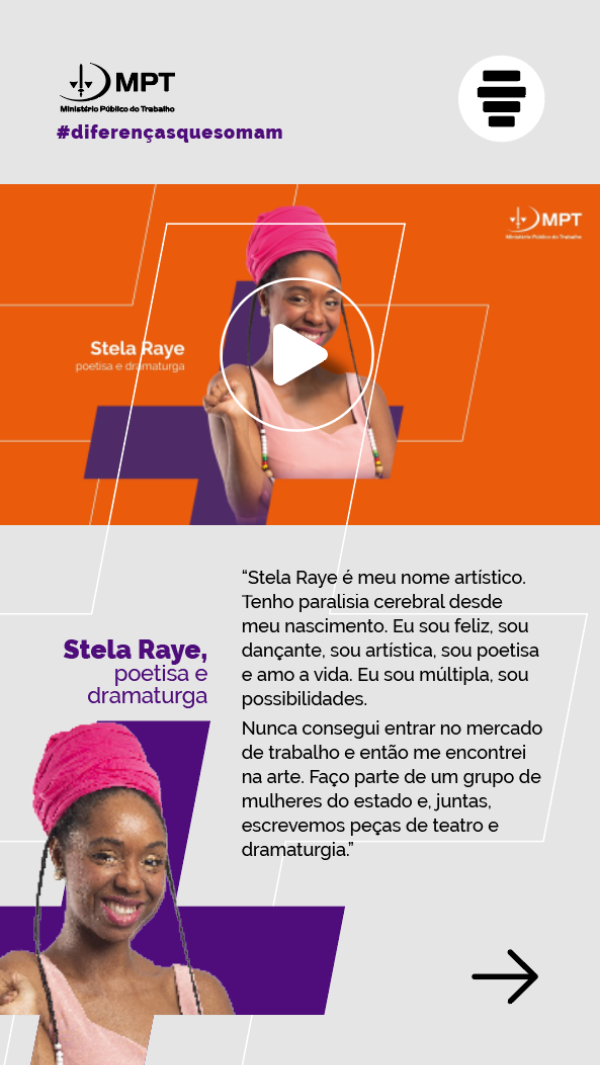 MPT
Ministério Público do Trabalho
#diferençasquesomam
MPT
Ministério Público do Trabalho
Stela Raye
poetisa e dramaturga
“Stela Raye é meu nome artístico.
Tenho paralisia cerebral desde
meu nascimento. Eu sou feliz, sou
dançante, sou artística, sou poetisa
e amo a vida. Eu sou múltipla, sou
possibilidades.
Nunca consegui entrar no mercado
de trabalho e então me encontrei
na arte. Faço parte de um grupo de
mulheres do estado e, juntas,
escrevemos peças de teatro e
dramaturgia.”
Stela Raye,
poetisa e
dramaturga